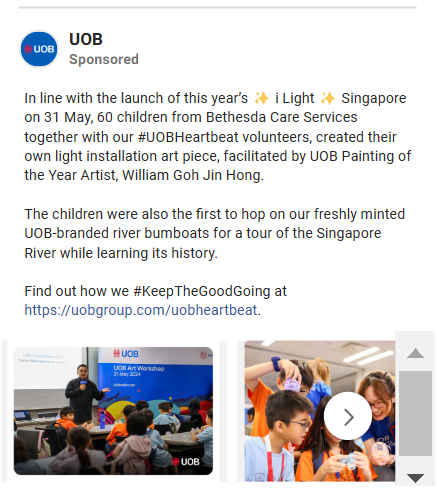 UOB
UOB
Sponsored
In line with the launch of this year's ✨ i Light ✨ Singapore
on 31 May, 60 children from Bethesda Care Services
together with our #UOBHeartbeat volunteers, created their
own light installation art piece, facilitated by UOB Painting of
the Year Artist, William Goh Jin Hong.
The children were also the first to hop on our freshly minted
UOB-branded river bumboats for a tour of the Singapore
River while learning its history.
Find out how we #KeepTheGoodGoing at
https://uobgroup.com/uobheartbeat.
UOB
UOB Art Workshop
31 May 2024
UOB